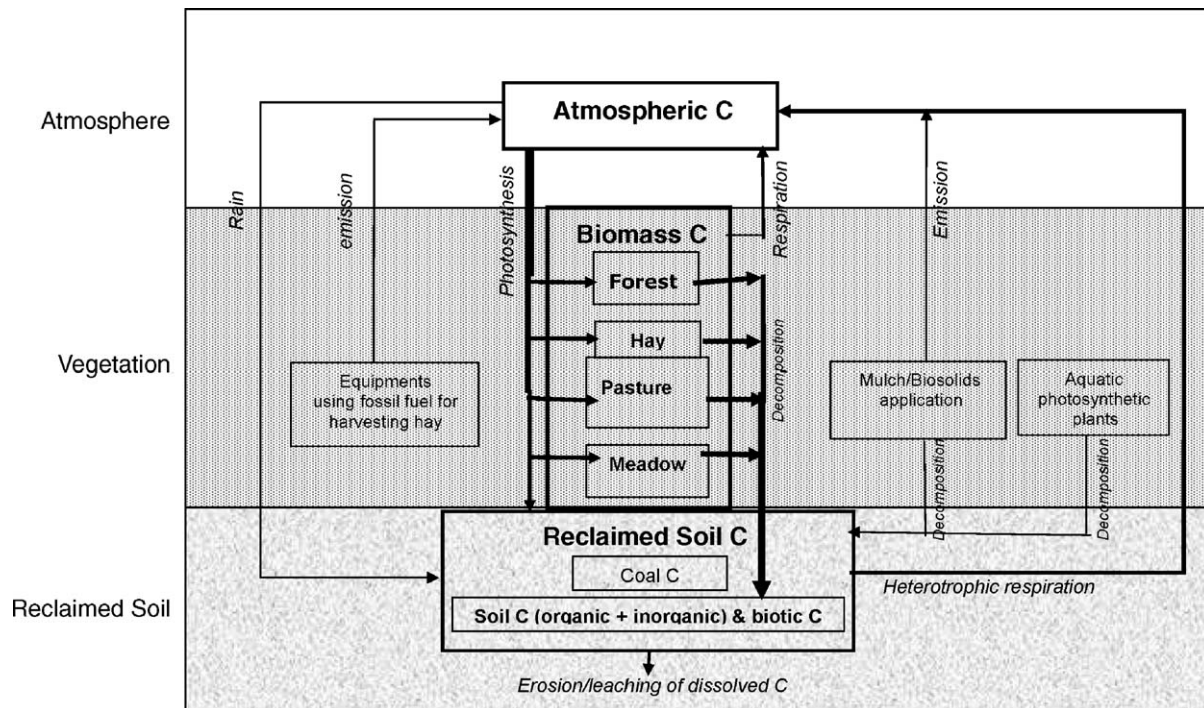 Atmosphere
Atmospheric C
Rain
emission
Photosynthesis
Respiration
Emission
Biomass C
Forest
Hay
Pasture
Meadow
Decomposition
Vegetation
Equipments
using fossil fuel for
harvesting hay
Mulch/Biosolids
application
Aquatic
photosynthetic
plants
Decomposition
Decomposition
Reclaimed Soil C
Coal C
Heterotrophic respiration
Reclaimed Soil
Soil C (organic + inorganic) & biotic C
Erosion/leaching of dissolved C